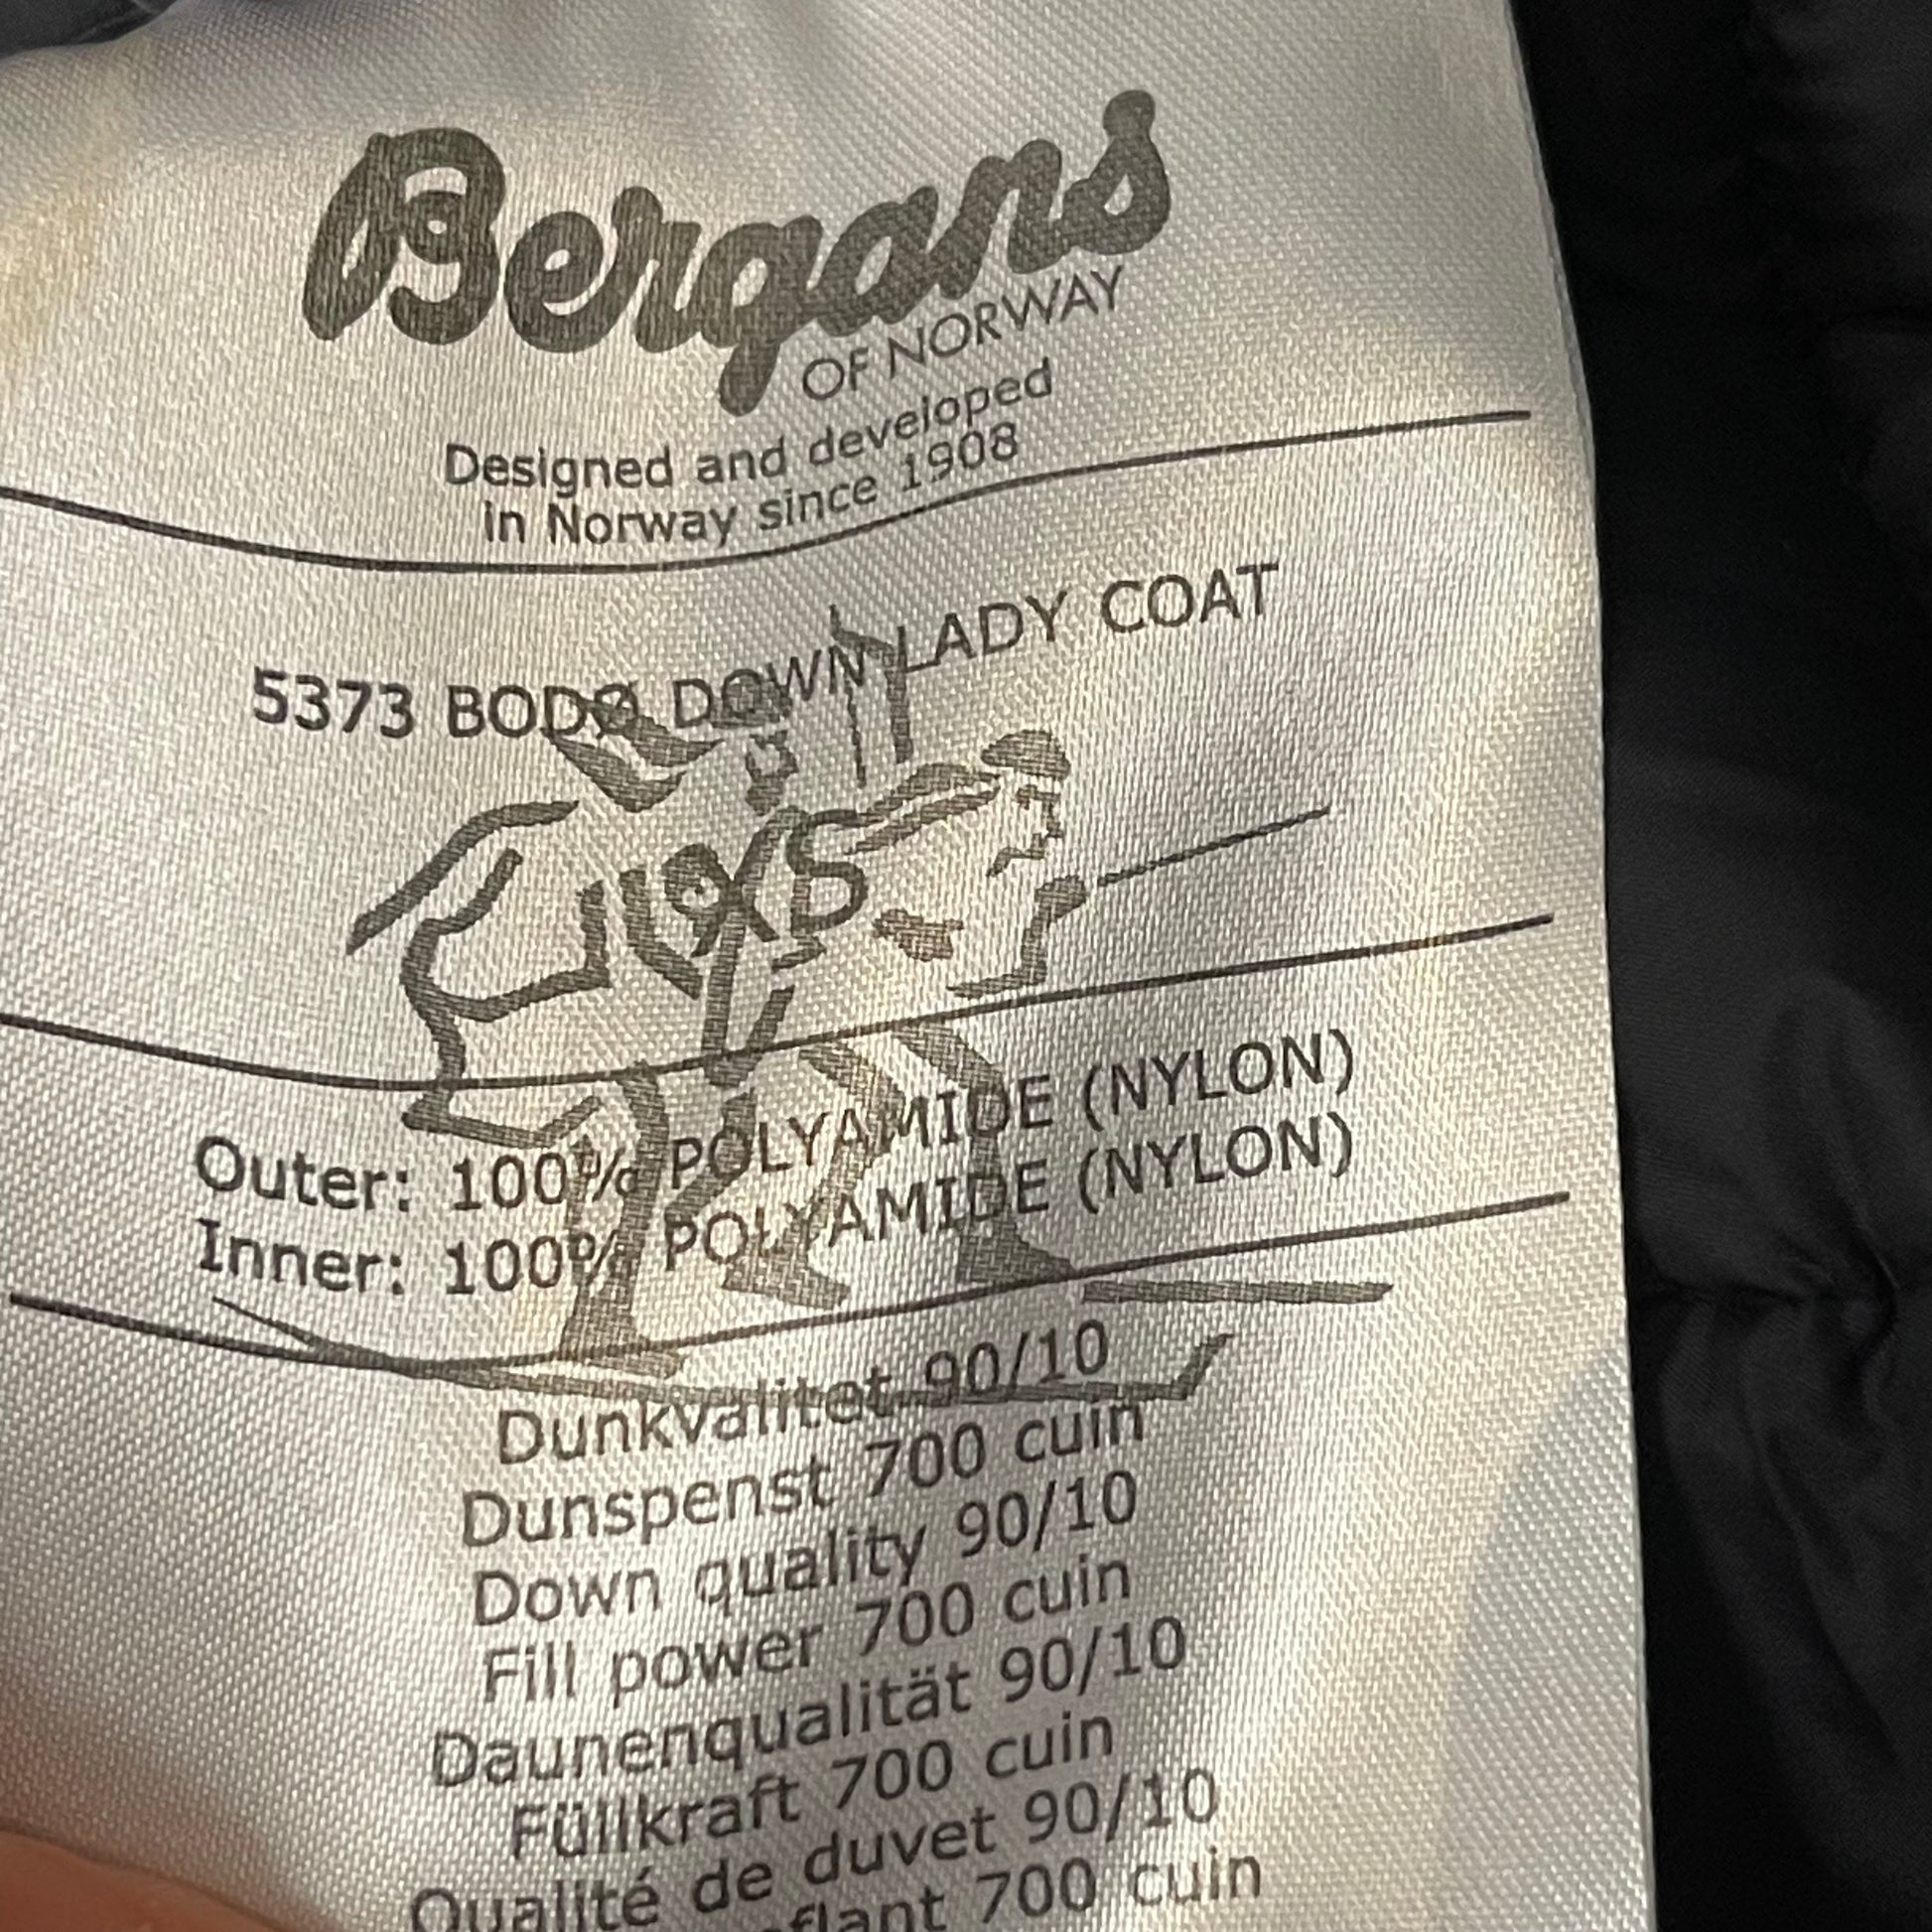 Bergans
OF NORWAY
Designed and developed
in Norway since 1908
5373 BODØ DOWN LADY COAT
Outer: 100% POLYAMIDE (NYLON)
Inner: 100% POLYAMIDE (NYLON)
Dunkvalitet 90/10
Dunspenst 700 cuin
Down quality 90/10
Fill power 700 cuin
Daunenqualität 90/10
Füllkraft 700 cuin
Qualité de duvet 90/10
700 cuin